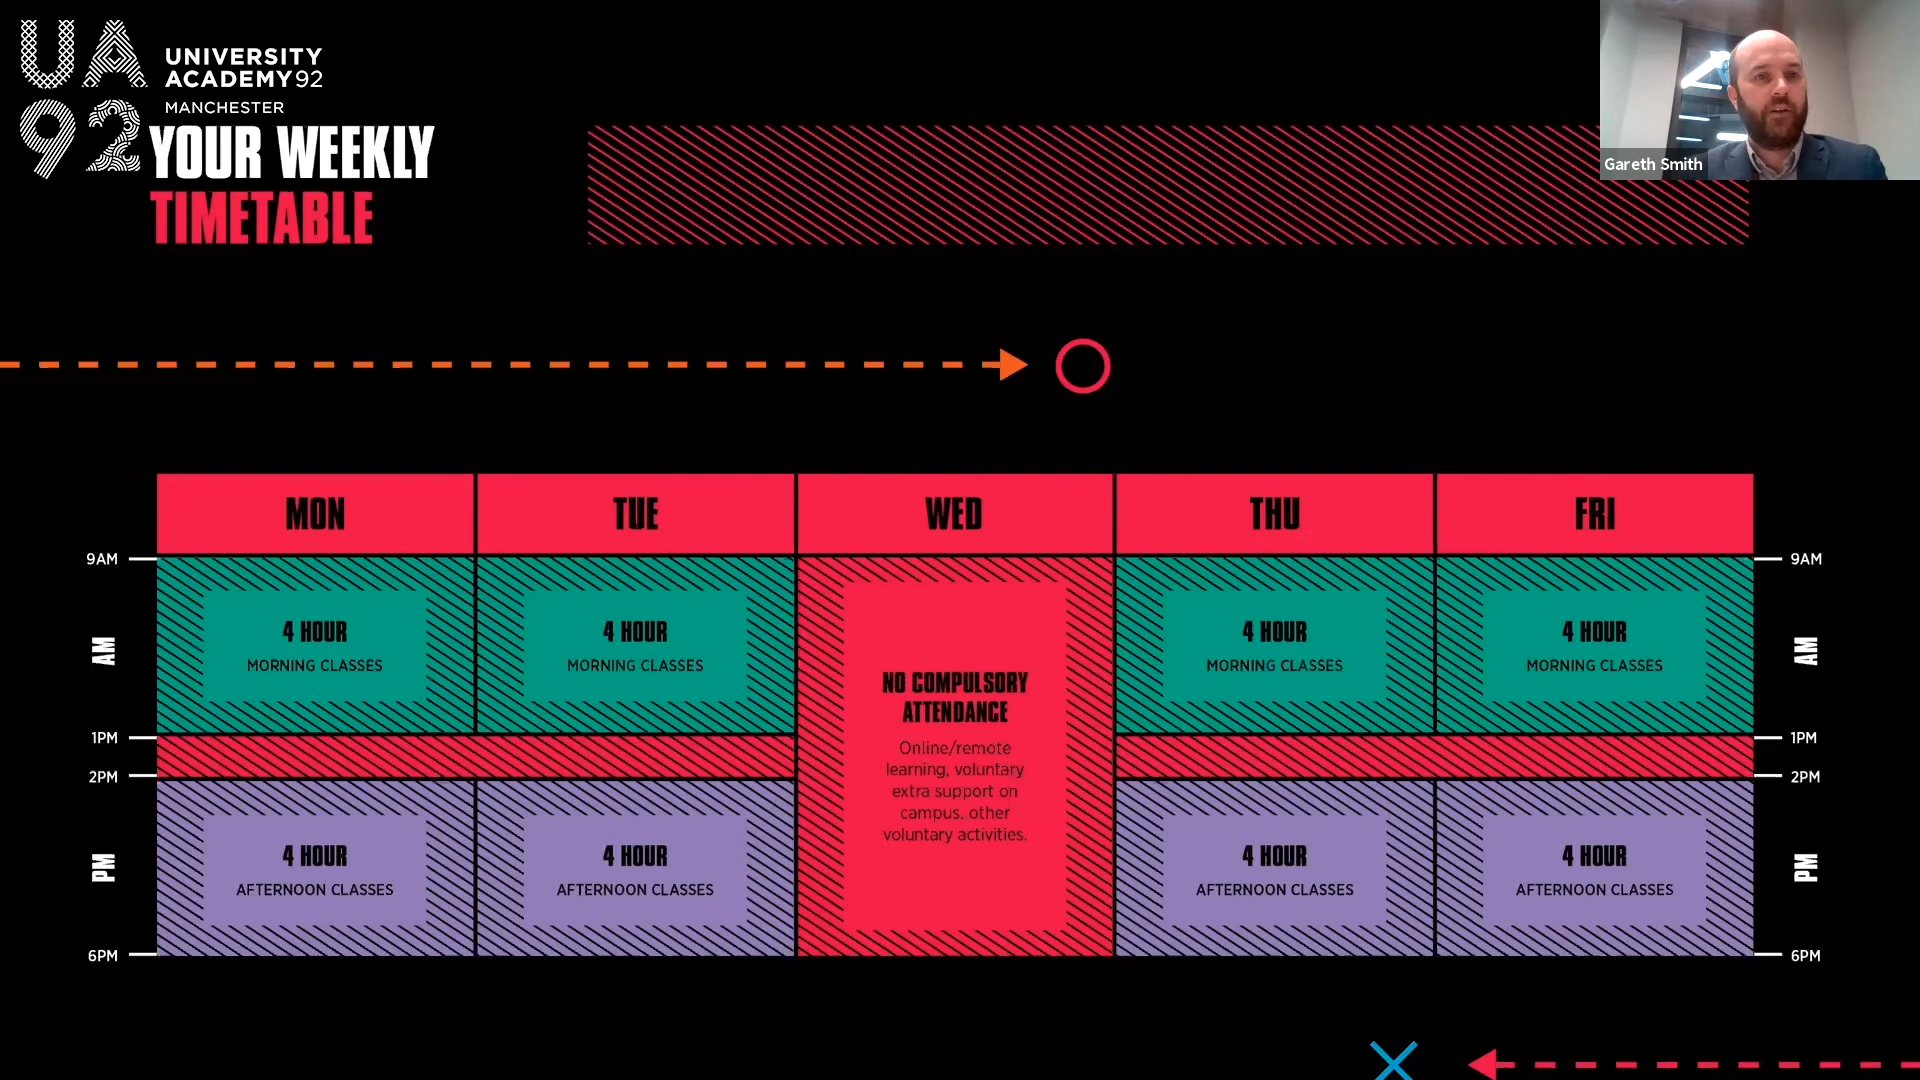 UA
92
UNIVERSITY
ACADEMY92
MANCHESTER
YOUR WEEKLY
TIMETABLE
Gareth Smith
MON
TUE
WED
THU
FRI
9AM
9AM
AM
4 HOUR
MORNING CLASSES
4 HOUR
MORNING CLASSES
4 HOUR
MORNING CLASSES
4 HOUR
MORNING CLASSES
AM
NO COMPULSORY
ATTENDANCE
Online/remote
learning, voluntary
extra support on
campus, other
voluntary activities.
1PM
1PM
2PM
2PM
PM
4 HOUR
AFTERNOON CLASSES
4 HOUR
AFTERNOON CLASSES
4 HOUR
AFTERNOON CLASSES
4 HOUR
AFTERNOON CLASSES
PM
6PM
6PM